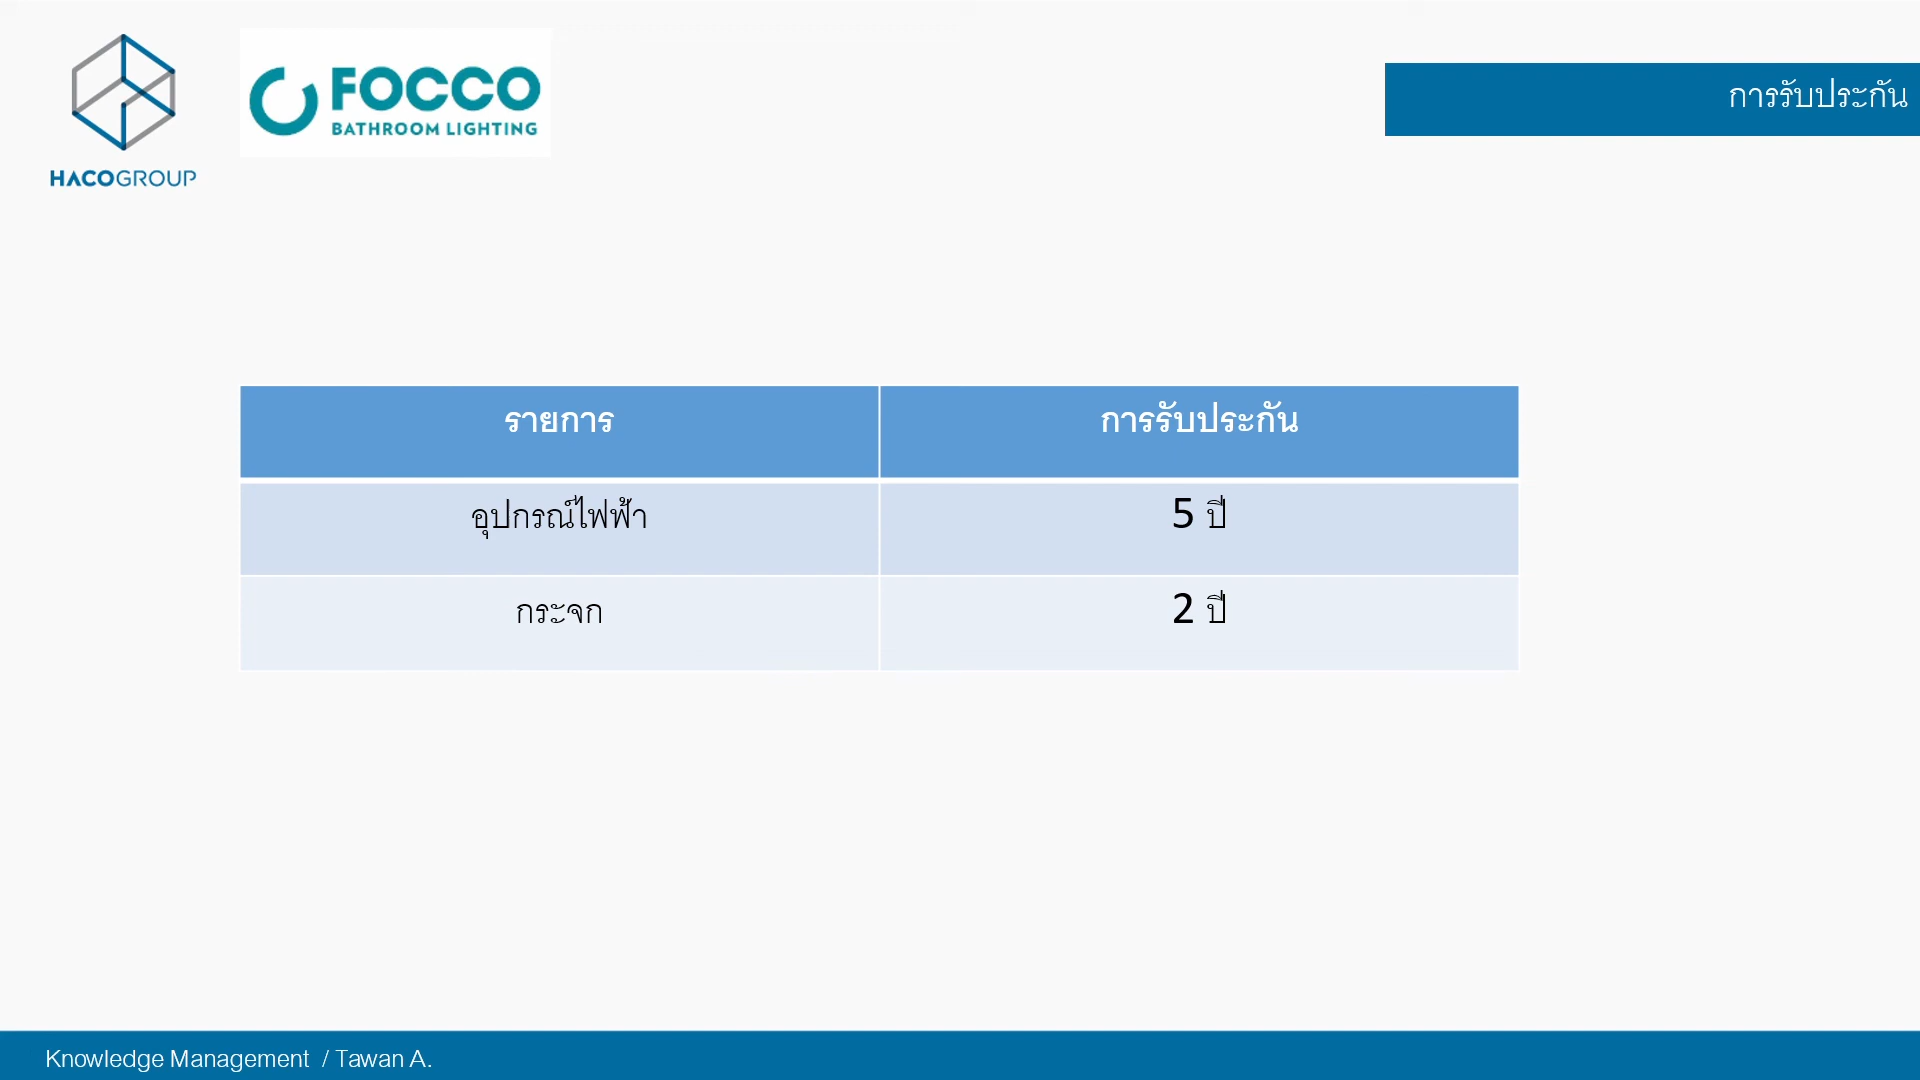 HACOGROUP
FOCCO
BATHROOM LIGHTING
การรับประกัน
รายการ การรับประกัน
อุปกรณ์ไฟฟ้า 5 ปี
กระจก 2 ปี
Knowledge Management / Tawan A.